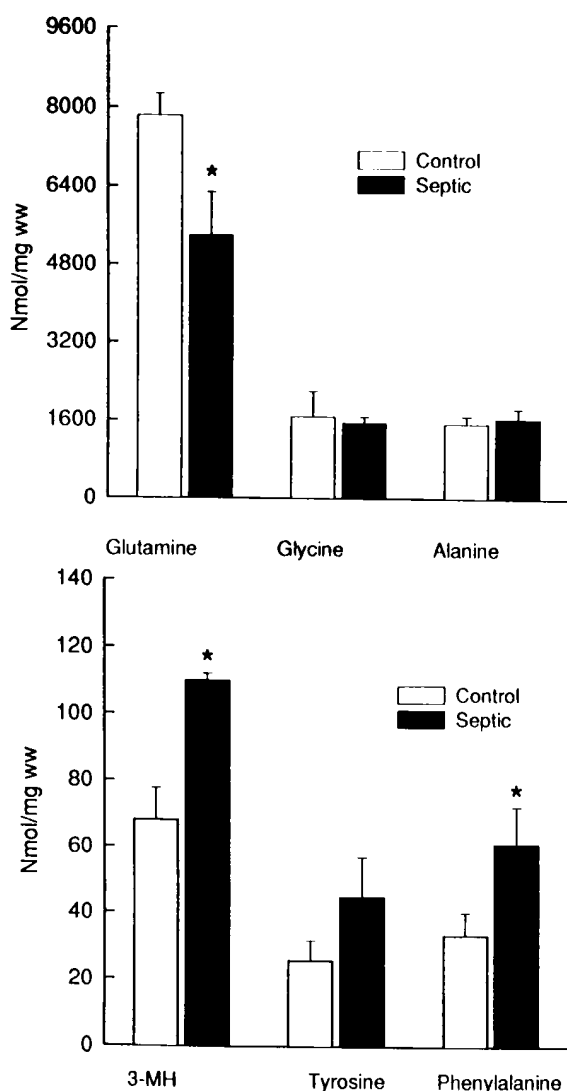 9600
8000
6400
4800
3200
1600
0
Nmol/mg ww
Control
Septic
★
Glutamine Glycine Alanine
140
120
100
80
60
40
20
0
Nmol/mg ww
Control
Septic
★
★
3-MH Tyrosine Phenylalanine